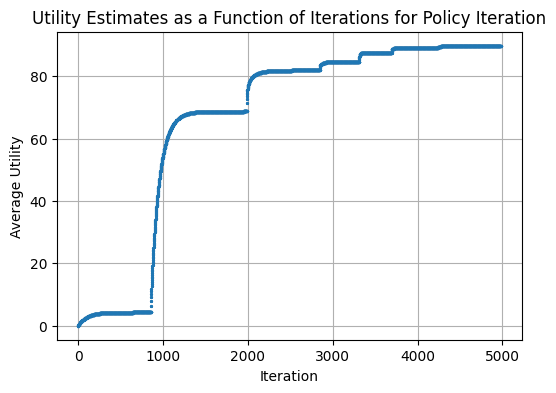 Utility Estimates as a Function of Iterations for Policy Iteration
80
60
40
20
0
Average Utility
0 1000 2000 3000 4000 5000
Iteration